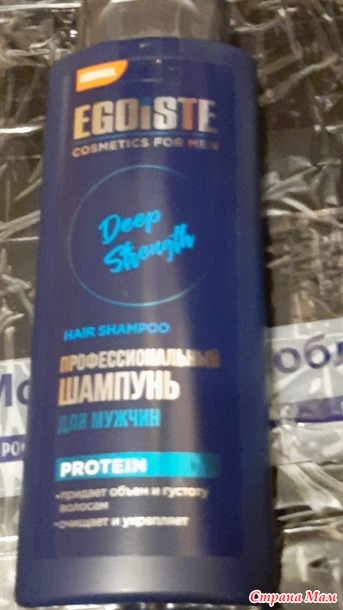 НОВИНКА
EGOiSTE
COSMETICS FOR MEN
Deep
Strength
HAIR SHAMPOO
ПРОФЕССИОНАЛЬНЫЙ
ШАМПУНЬ
ДЛЯ МУЖЧИН
PROTEIN
•придает объем и густоту
волосам
•очищает и укрепляет
Страна Мам